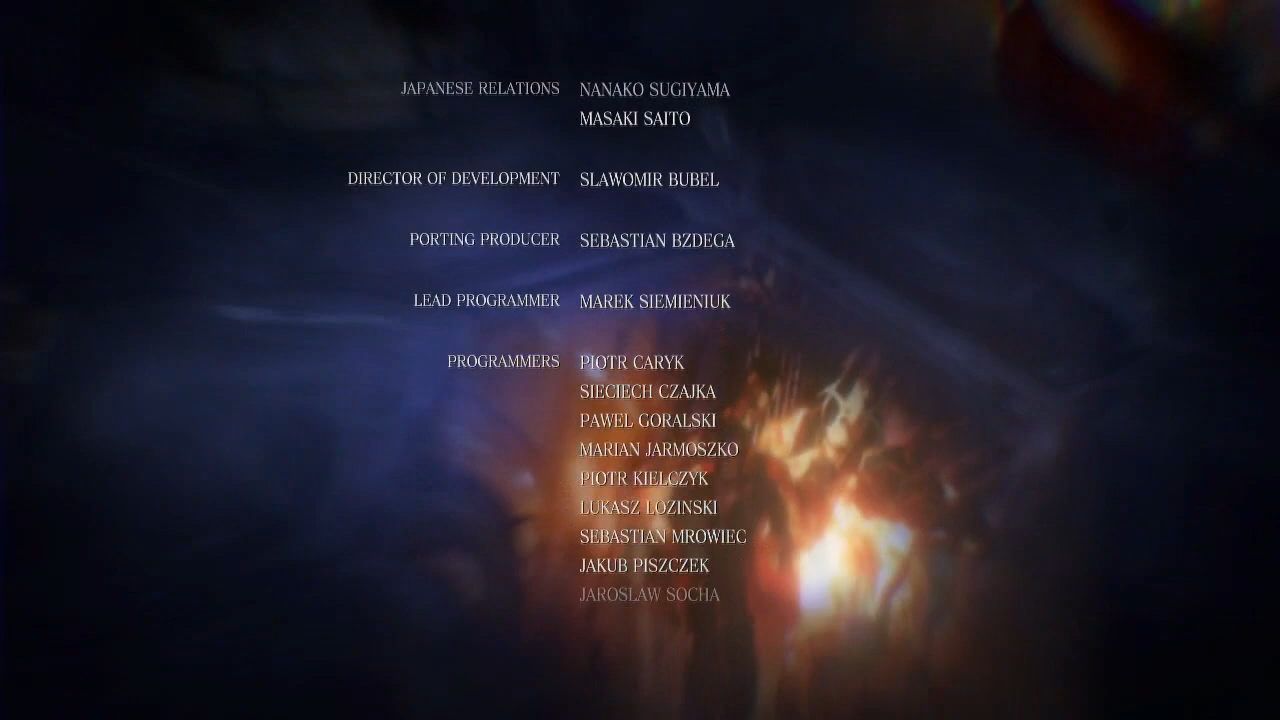 JAPANESE RELATIONS NANAKO SUGIYAMA
MASAKI SAITO
DIRECTOR OF DEVELOPMENT SLAWOMIR BUBEL
PORTING PRODUCER SEBASTIAN BZDEGA
LEAD PROGRAMMER MAREK SIEMIENIUK
PROGRAMMERS PIOTR CARYK
SIECIECH CZAJKA
PAWEL GORALSKI
MARIAN JARMOSZKO
PIOTR KIELCZYK
LUKASZ LOZINSKI
SEBASTIAN MROWIEC
JAKUB PISZCZEK
JAROSLAW SOCHA